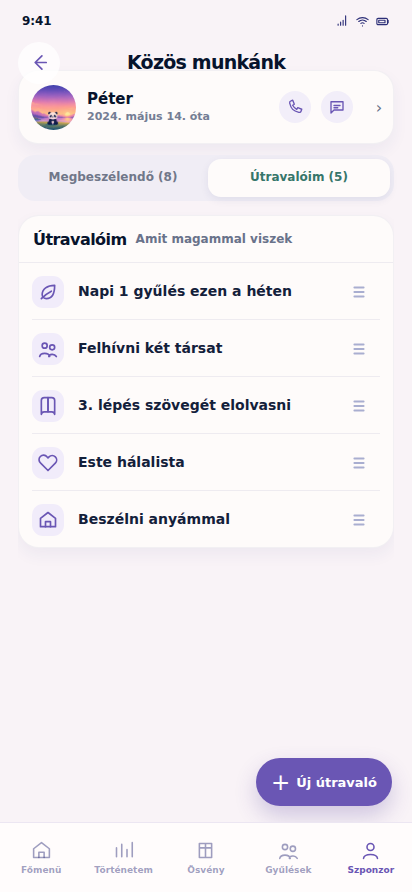 9:41
Közös munkánk
Péter
2024. május 14. óta
Megbeszélendő (8)
Útravalóim (5)
Útravalóim Amit magammal viszek
Napi 1 gyűlés ezen a héten
Felhívni két társat
3. lépés szövegét elolvasni
Este hálalista
Beszélni anyámmal
Új útravaló
Főmenü
Történetem
Ösvény
Gyűlések
Szponzor